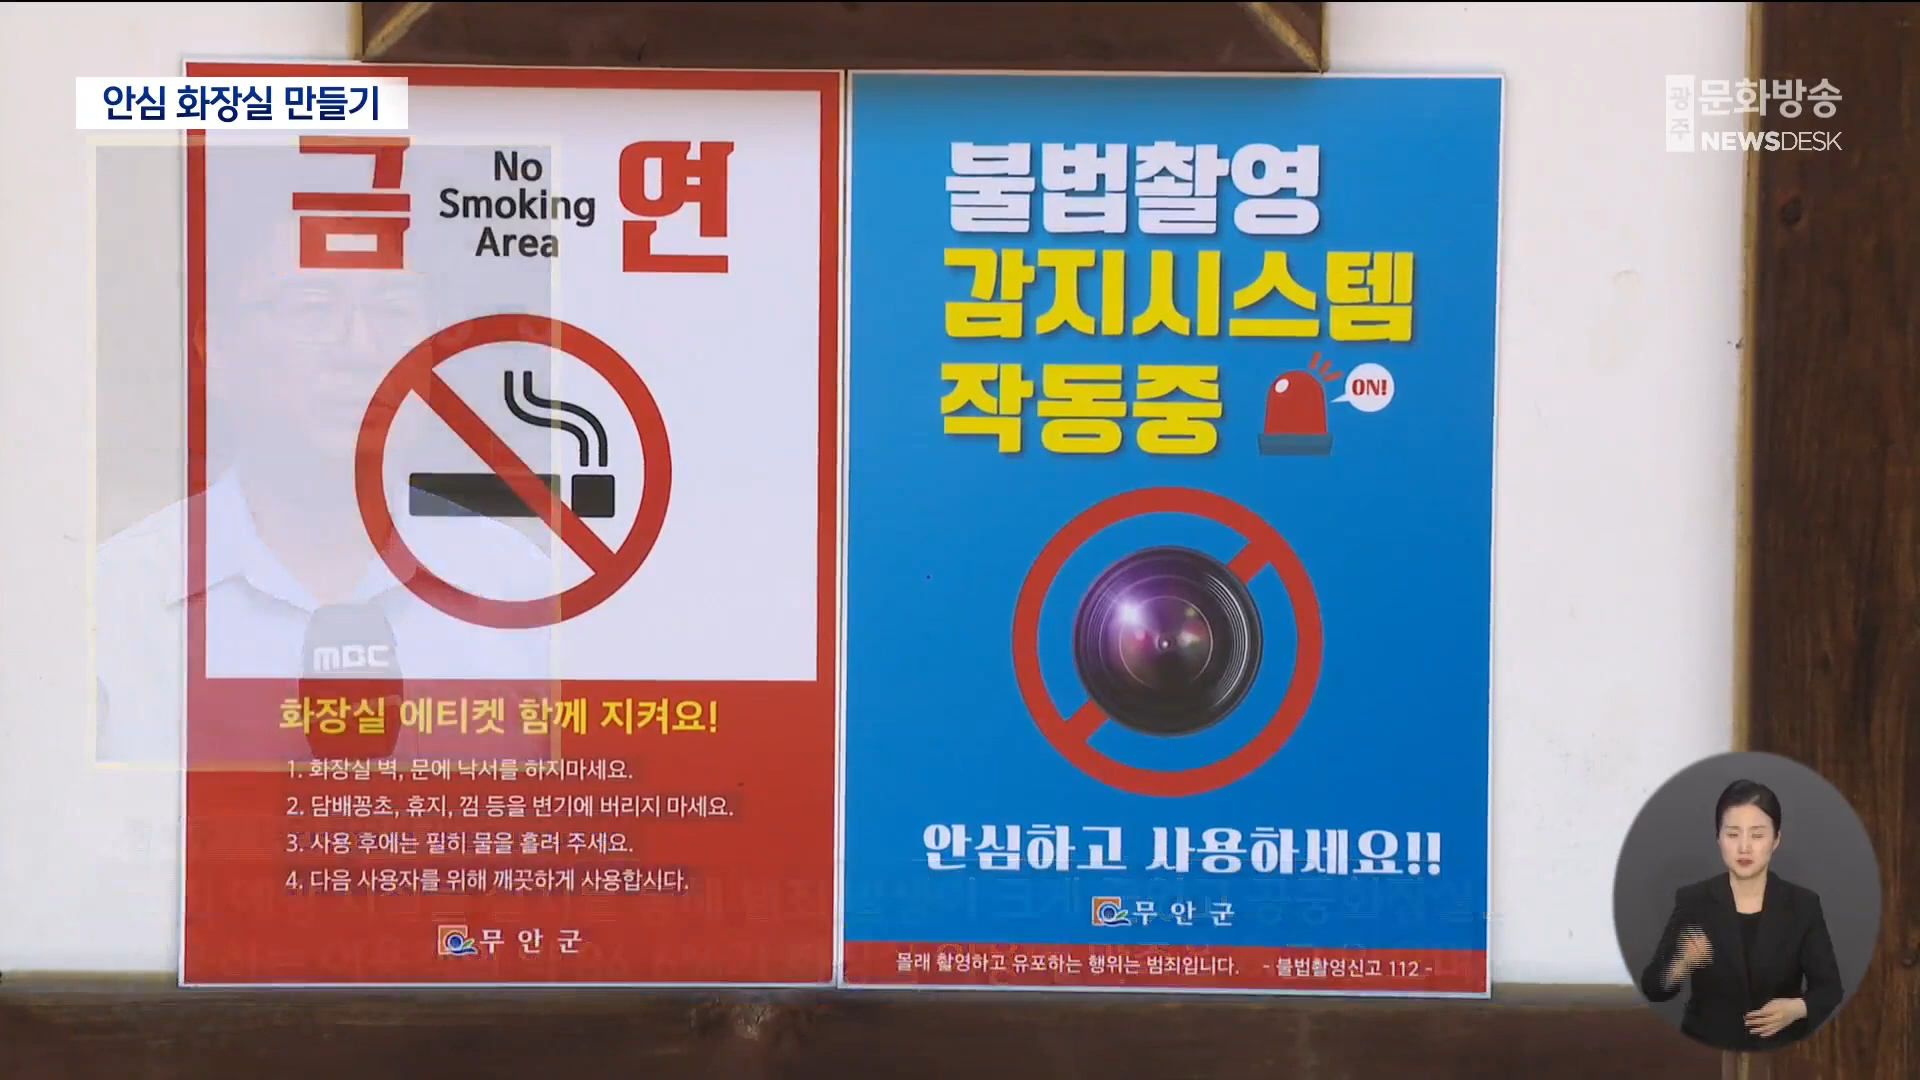 안심 화장실 만들기
광주
문화방송
NEWSDESK
금연
No
Smoking
Area
MBC
화장실 에티켓 함께 지켜요!
1. 화장실 벽, 문에 낙서를 하지마세요.
2. 담배꽁초, 휴지, 껌 등을 변기에 버리지 마세요.
3. 사용 후에는 필히 물을 흘려 주세요.
4. 다음 사용자를 위해 깨끗하게 사용합시다.
무안군
불법촬영
감지시스템
작동중
ON!
안심하고 사용하세요!!
무안군
몰래 촬영하고 유포하는 행위는 범죄입니다. - 불법촬영신고 112 -